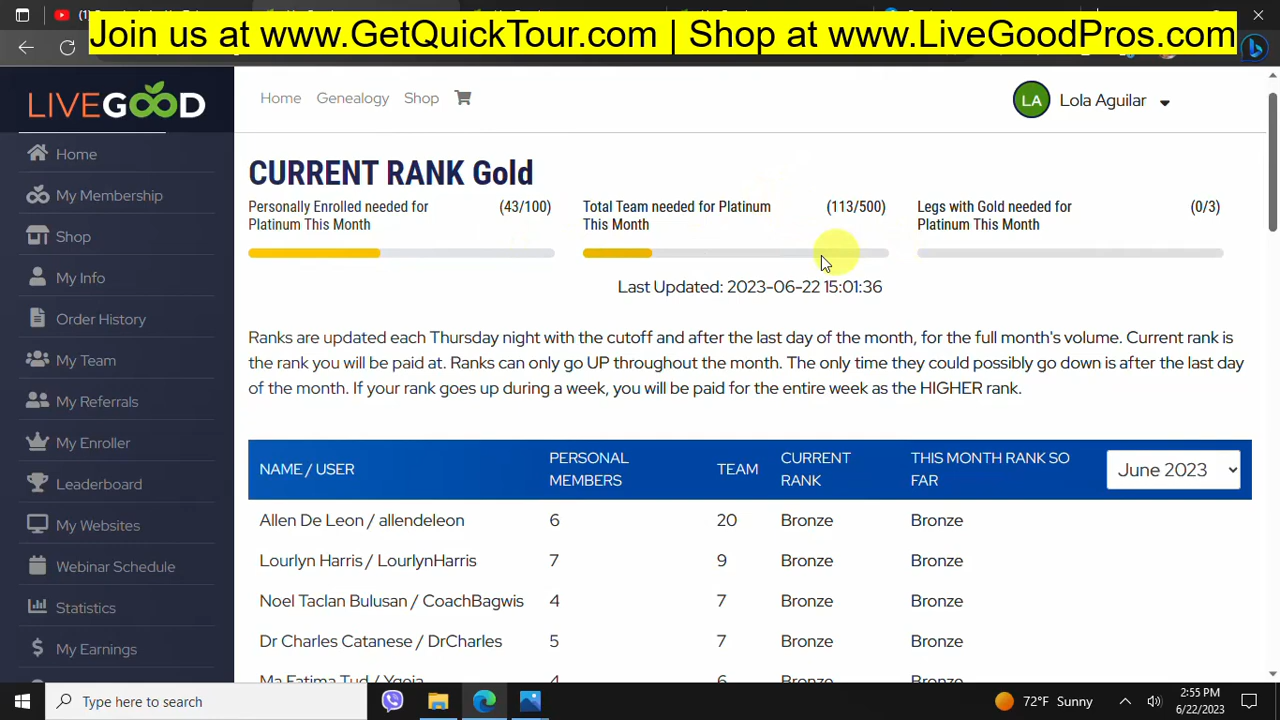 Join us at www.GetQuickTour.com | Shop at www.LiveGoodPros.com
LIVEGOOD
Home Genealogy Shop
LA Lola Aguilar
Home
My Membership
Shop
My Info
Order History
My Team
My Referrals
My Enroller
Leaderboard
My Websites
Webinar Schedule
Statistics
My Earnings
CURRENT RANK Gold
Personally Enrolled needed for Platinum This Month (43/100)
Total Team needed for Platinum This Month (113/500)
Legs with Gold needed for Platinum This Month (0/3)
Last Updated: 2023-06-22 15:01:36
Ranks are updated each Thursday night with the cutoff and after the last day of the month, for the full month's volume. Current rank is
the rank you will be paid at. Ranks can only go UP throughout the month. The only time they could possibly go down is after the last day
of the month. If your rank goes up during a week, you will be paid for the entire week as the HIGHER rank.
NAME / USER PERSONAL MEMBERS TEAM CURRENT RANK THIS MONTH RANK SO FAR June 2023
Allen De Leon / allendeleon 6 20 Bronze Bronze
Lourlyn Harris / LourlynHarris 7 9 Bronze Bronze
Noel Taclan Bulusan / CoachBagwis 4 7 Bronze Bronze
Dr Charles Catanese / DrCharles 5 7 Bronze Bronze
Ma Fatima Tud / 4 6 Bronze Bronze
Type here to search
72°F Sunny
2:55 PM
6/22/2023